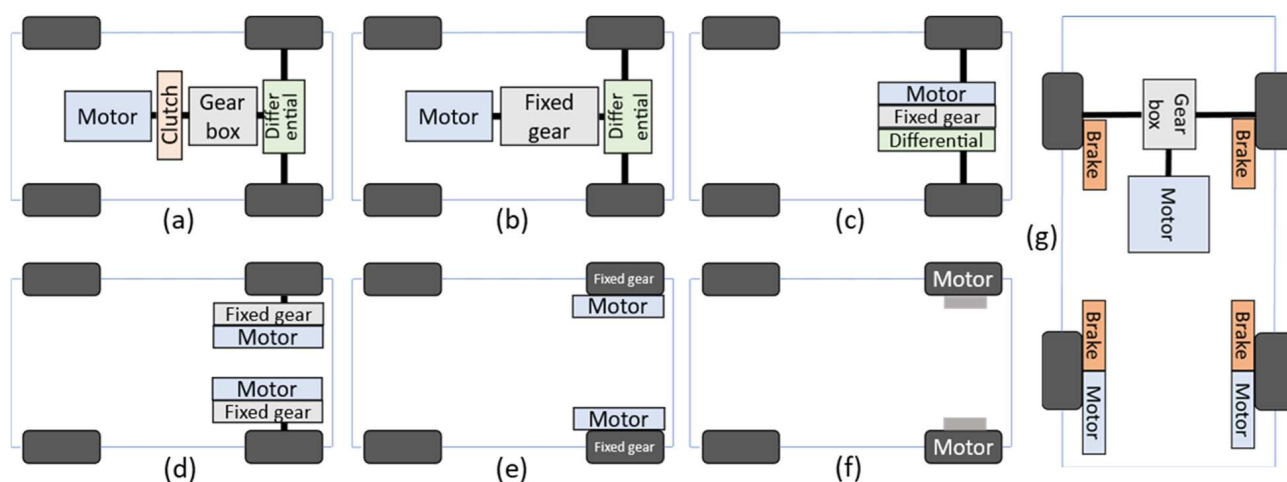 Motor
Clutch
Gear
box
Differ
ential
(a)
Motor
Fixed
gear
Differ
ential
(b)
Motor
Fixed gear
Differential
(c)
Fixed gear
Motor
Motor
Fixed gear
(d)
Fixed gear
Motor
Motor
Fixed gear
(e)
Motor
Motor
(f)
(g)
Gear
box
Brake
Brake
Motor
Brake
Brake
Motor
Motor